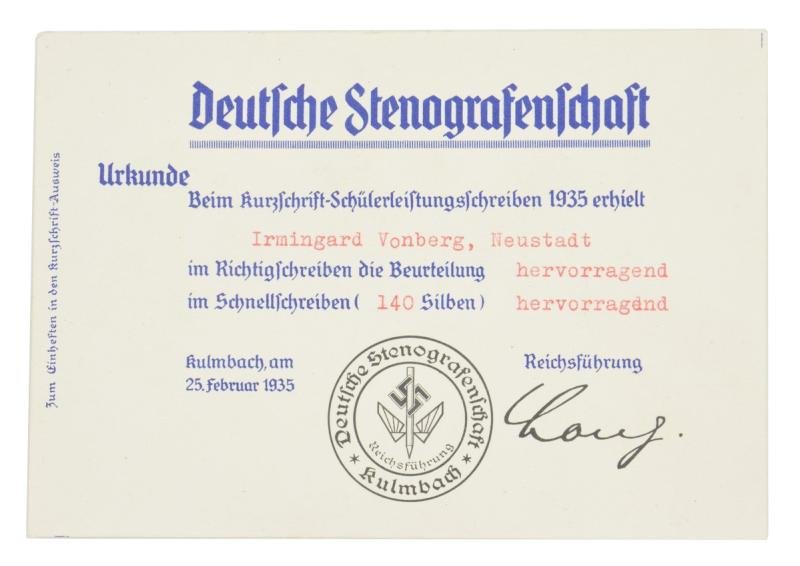 Deutsche Stenografenschaft
Urkunde
Beim Kurzschrift-Schülerleistungsschreiben 1935 erhielt
Irmingard Vonberg, Neustadt
im Richtigschreiben die Beurteilung hervorragend
im Schnellschreiben ( 140 Silben ) hervorragend
Kulmbach, am
25. Februar 1935
Reichsführung
Deutsche Stenografenschaft
Reichsführung
* Kulmbach *
Zum Einheften in den Kurzschrift-Ausweis